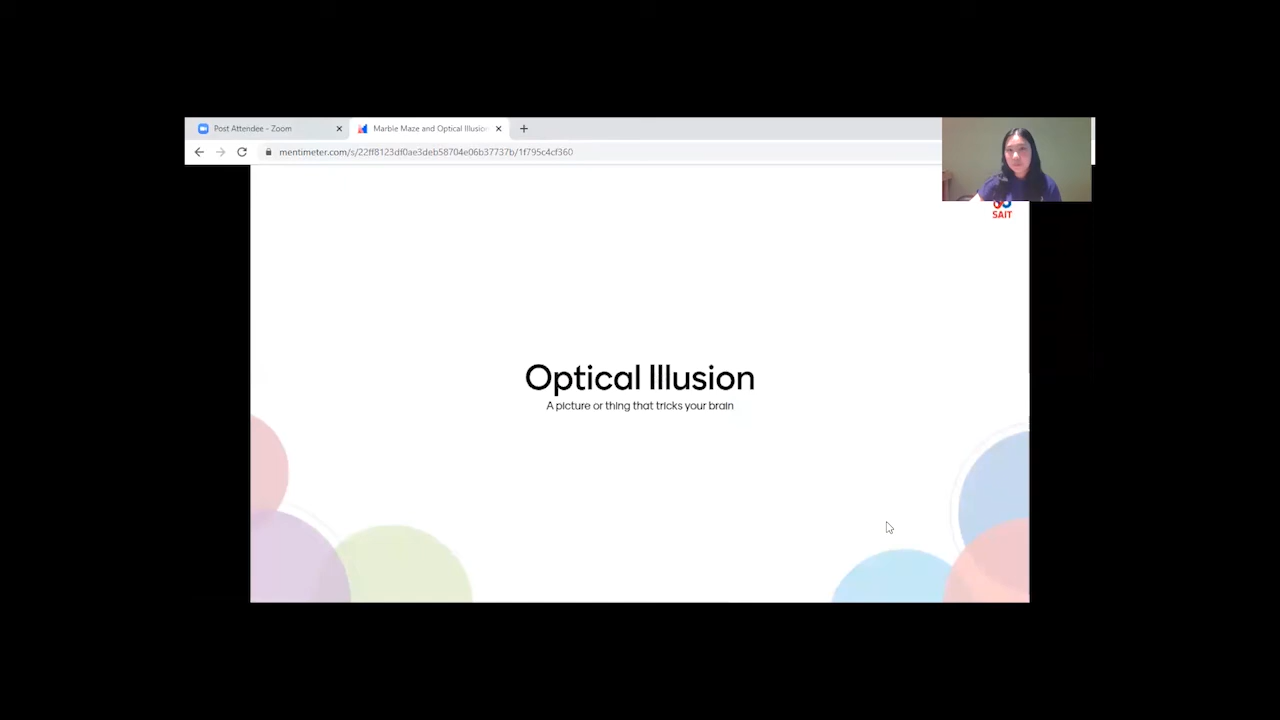 Post Attendee - Zoom
Marble Maze and Optical Illusion
mentimeter.com/s/22ff8123df0ae3deb58704e06b37737b/1f795c4cf360
SAIT
Optical Illusion
A picture or thing that tricks your brain